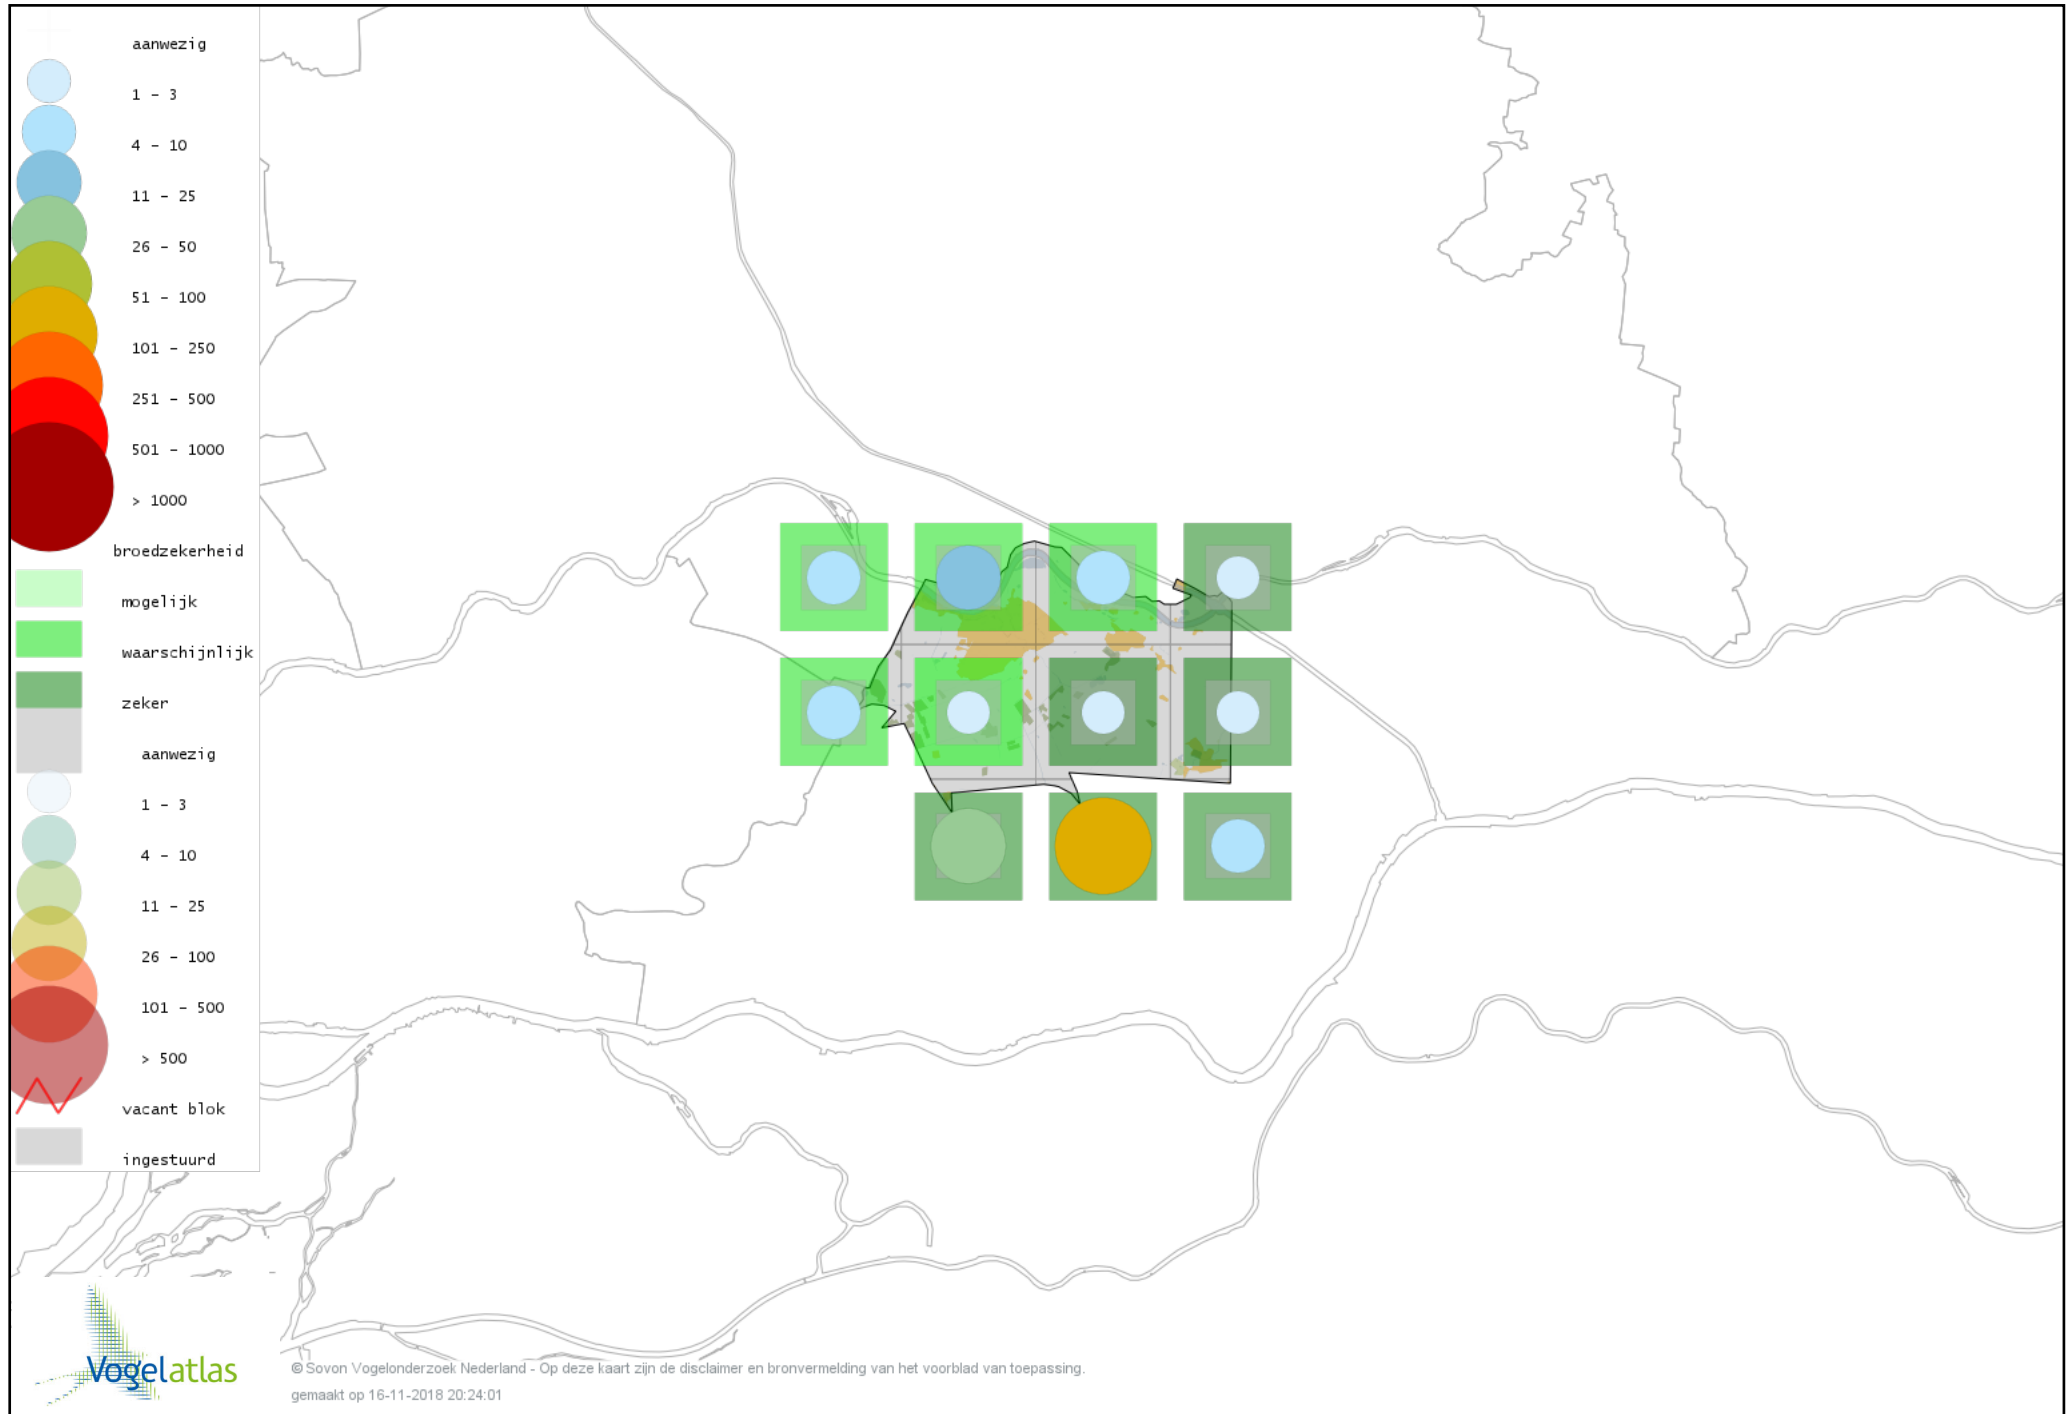 aanwezig
1 - 3
4 - 10
11 - 25
26 - 50
51 - 100
101 - 250
251 - 500
501 - 1000
> 1000
broedzekerheid
mogelijk
waarschijnlijk
zeker
aanwezig
1 - 3
4 - 10
11 - 25
26 - 100
101 - 500
> 500
vacant blok
ingestuurd
Vogelatlas
© Sovon Vogelonderzoek Nederland - Op deze kaart zijn de disclaimer en bronvermelding van het voorblad van toepassing.
gemaakt op 16-11-2018 20:24:01